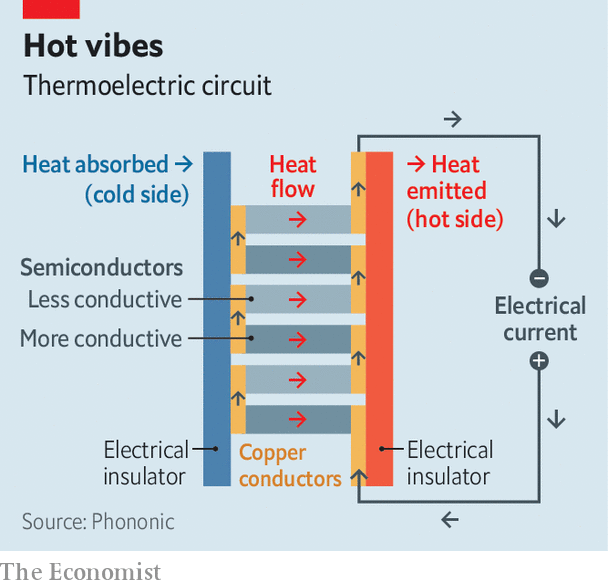 Hot vibes
Thermoelectric circuit
Heat absorbed →
(cold side)
Heat
flow
→ Heat
emitted
(hot side)
Semiconductors
Less conductive
More conductive
−
Electrical
current
+
Electrical
insulator
Copper
conductors
Electrical
insulator
Source: Phononic
The Economist